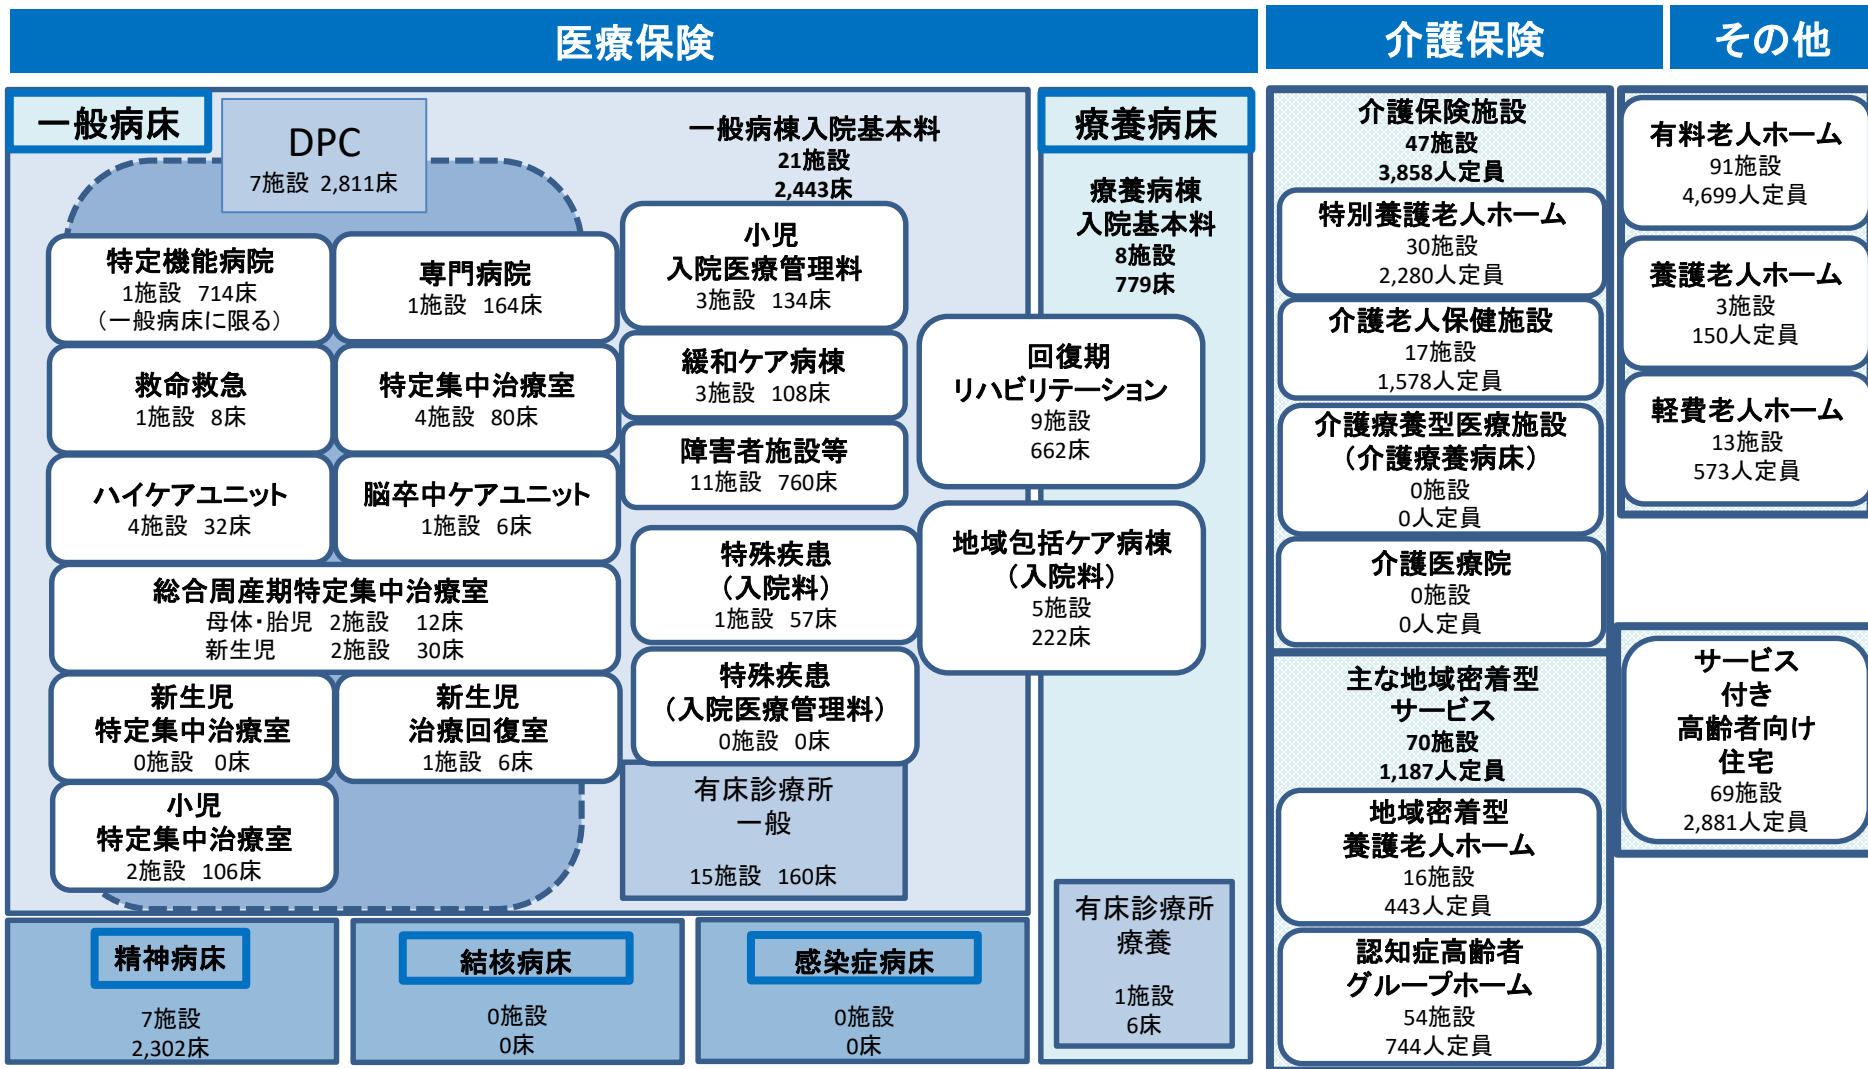 医療保険
介護保険
その他
一般病床
DPC
7施設 2,811床
一般病棟入院基本料
21施設
2,443床
特定機能病院
1施設 714床
（一般病床に限る）
専門病院
1施設 164床
救命救急
1施設 8床
特定集中治療室
4施設 80床
ハイケアユニット
4施設 32床
脳卒中ケアユニット
1施設 6床
総合周産期特定集中治療室
母体・胎児 2施設 12床
新生児 2施設 30床
新生児
特定集中治療室
0施設 0床
新生児
治療回復室
1施設 6床
小児
特定集中治療室
2施設 106床
小児
入院医療管理料
3施設 134床
緩和ケア病棟
3施設 108床
障害者施設等
11施設 760床
特殊疾患
（入院料）
1施設 57床
特殊疾患
（入院医療管理料）
0施設 0床
有床診療所
一般
15施設 160床
療養病床
療養病棟
入院基本料
8施設
779床
回復期
リハビリテーション
9施設
662床
地域包括ケア病棟
（入院料）
5施設
222床
有床診療所
療養
1施設
6床
精神病床
7施設
2,302床
結核病床
0施設
0床
感染症病床
0施設
0床
介護保険施設
47施設
3,858人定員
特別養護老人ホーム
30施設
2,280人定員
介護老人保健施設
17施設
1,578人定員
介護療養型医療施設
（介護療養病床）
0施設
0人定員
介護医療院
0施設
0人定員
主な地域密着型
サービス
70施設
1,187人定員
地域密着型
養護老人ホーム
16施設
443人定員
認知症高齢者
グループホーム
54施設
744人定員
有料老人ホーム
91施設
4,699人定員
養護老人ホーム
3施設
150人定員
軽費老人ホーム
13施設
573人定員
サービス
付き
高齢者向け
住宅
69施設
2,881人定員